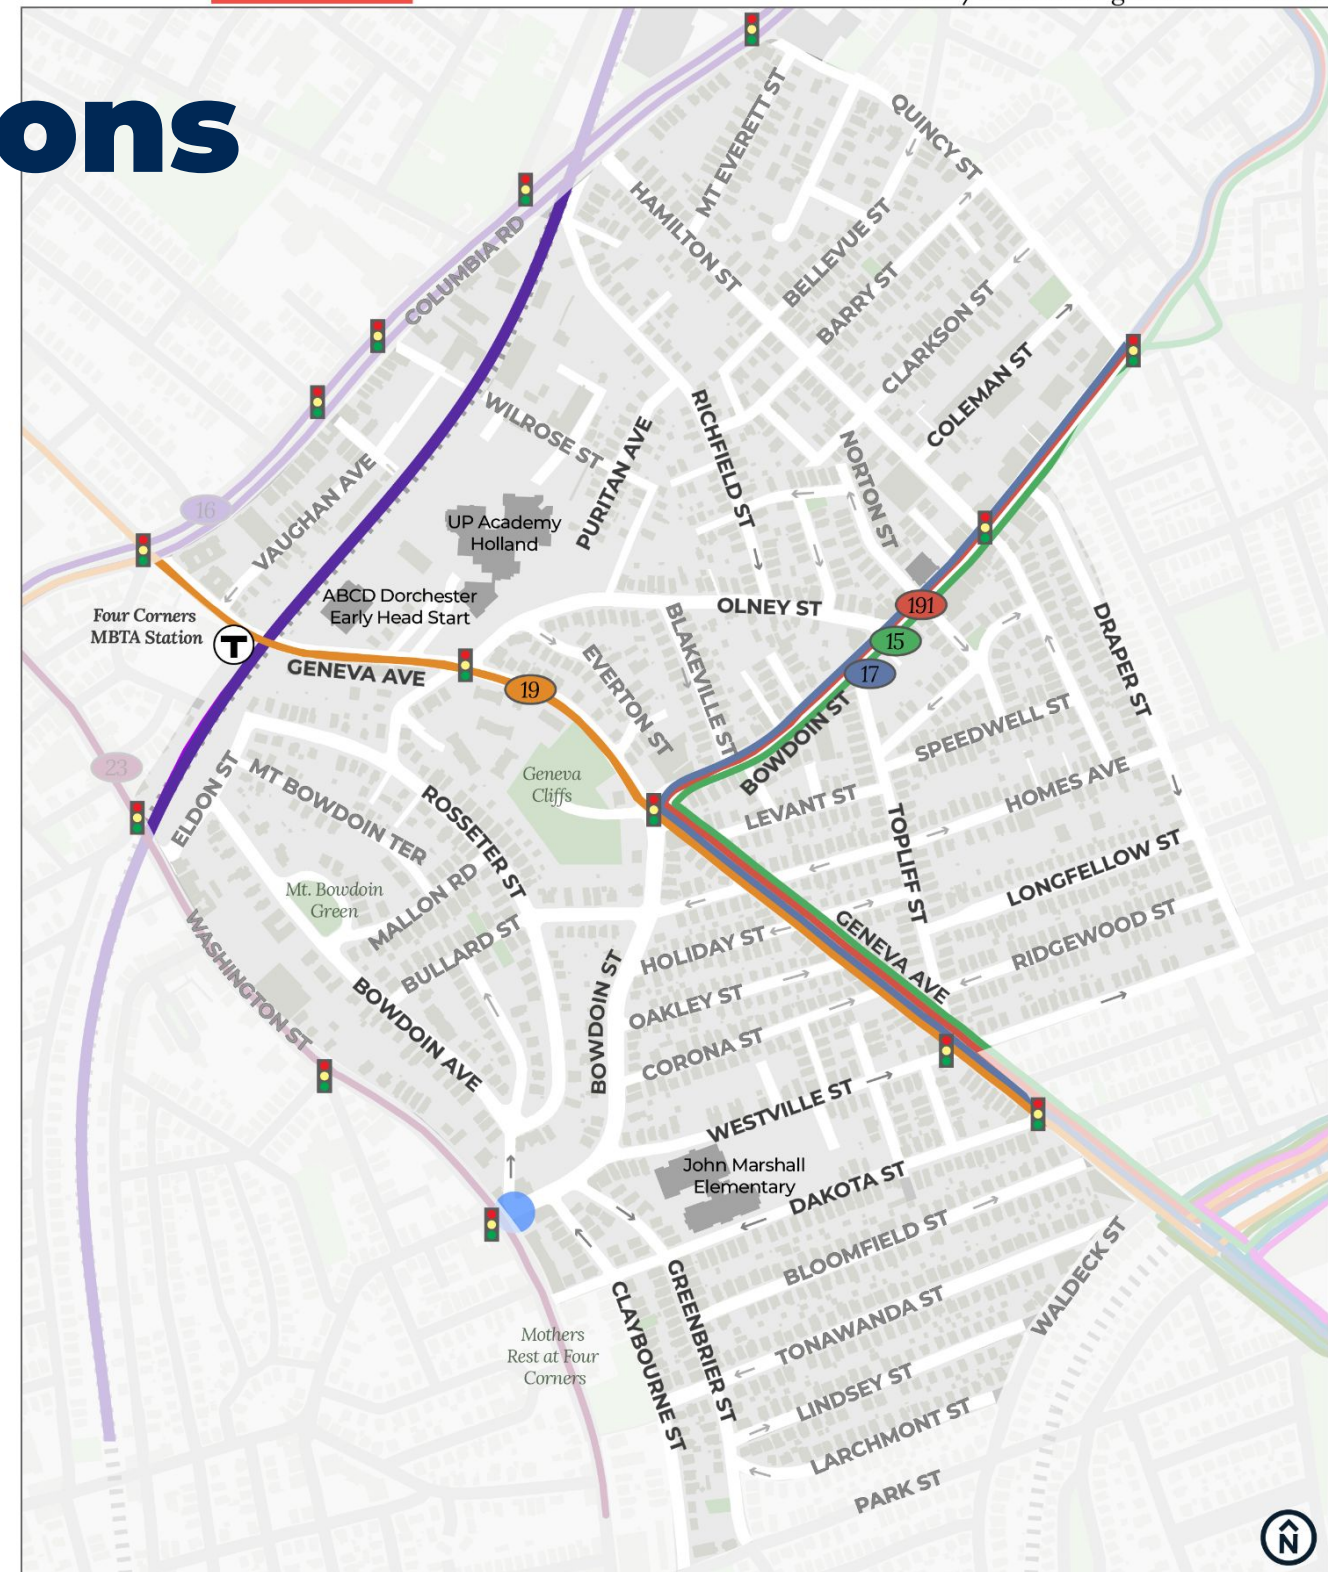 ons
MT EVERETT ST
QUINCY ST
HAMILTON ST
COLUMBIA RD
BELLEVUE ST
BARRY ST
CLARKSON ST
COLEMAN ST
WILROSE ST
RICHFIELD ST
PURITAN AVE
NORTON ST
VAUGHAN AVE
16
UP Academy
Holland
ABCD Dorchester
Early Head Start
Four Corners
MBTA Station
T
OLNEY ST
191
15
17
GENEVA AVE
19
BLAKEVILLE ST
EVERTON ST
DRAPER ST
SPEEDWELL ST
BOWDOIN ST
23
ELDON ST
MT BOWDOIN TER
Geneva
Cliffs
LEVANT ST
HOMES AVE
ROSSETER ST
TOPLIFF ST
LONGFELLOW ST
Mt. Bowdoin
Green
MALLON RD
BULLARD ST
GENEVA AVE
RIDGEWOOD ST
WASHINGTON ST
HOLIDAY ST
BOWDOIN ST
OAKLEY ST
BOWDOIN AVE
CORONA ST
WESTVILLE ST
John Marshall
Elementary
DAKOTA ST
BLOOMFIELD ST
WALDECK ST
GREENBRIER ST
CLAYBOURNE ST
TONAWANDA ST
Mothers
Rest at Four
Corners
LINDSEY ST
LARCHMONT ST
PARK ST
N